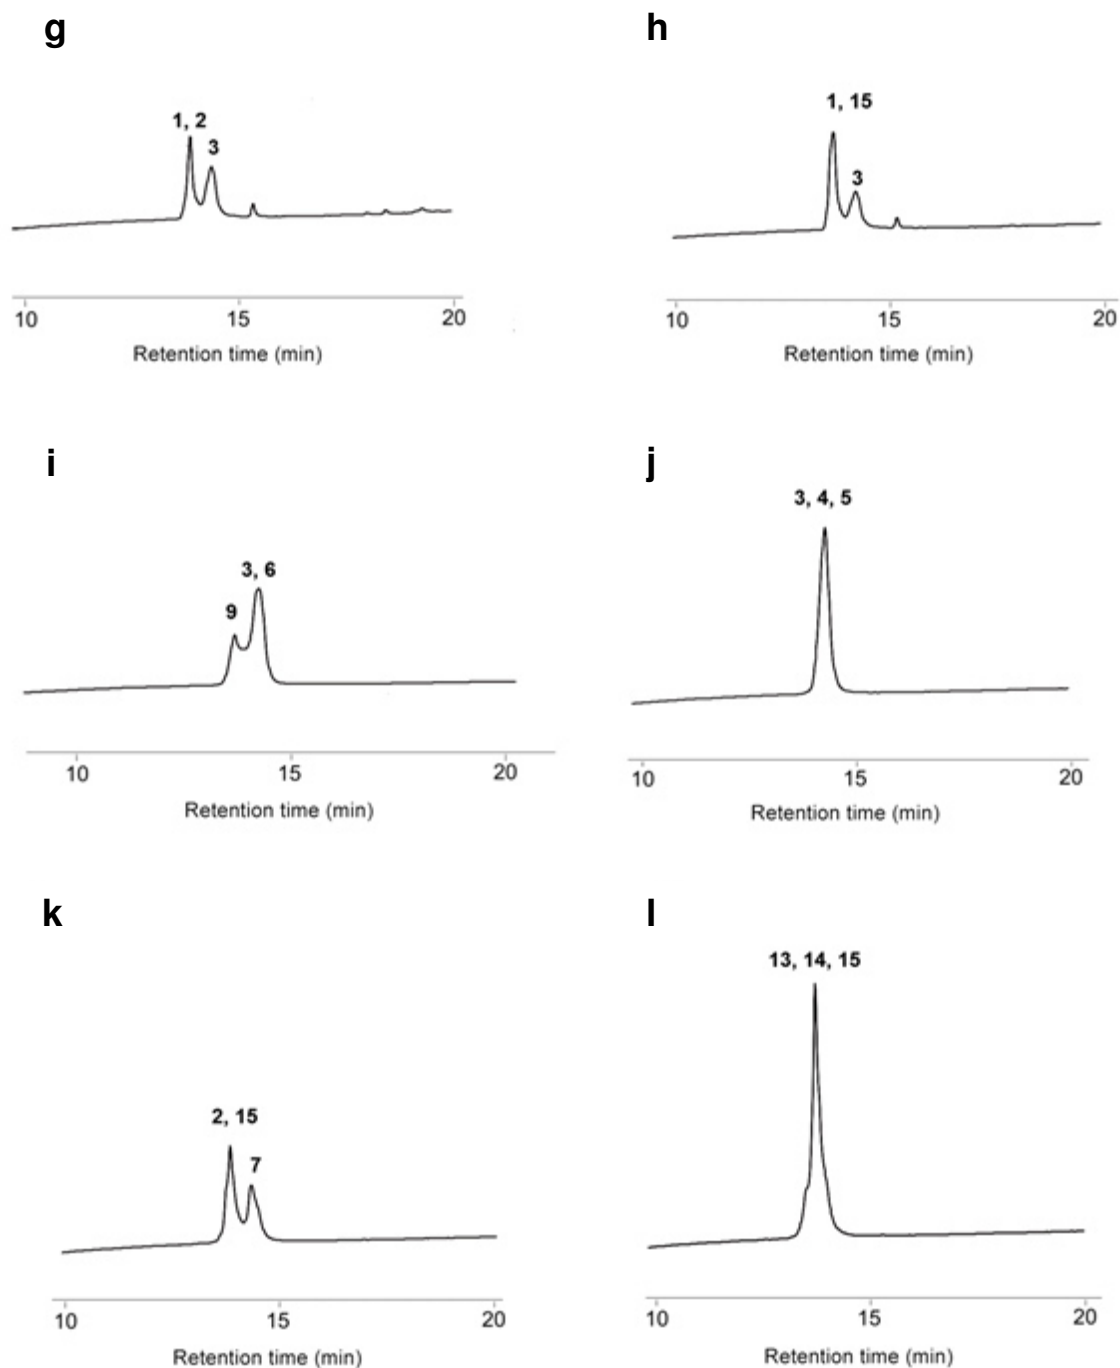 g
1, 2
3
10 15 20
Retention time (min)
h
1, 15
3
10 15 20
Retention time (min)
i
9
3, 6
10 15 20
Retention time (min)
j
3, 4, 5
10 15 20
Retention time (min)
k
2, 15
7
10 15 20
Retention time (min)
l
13, 14, 15
10 15 20
Retention time (min)